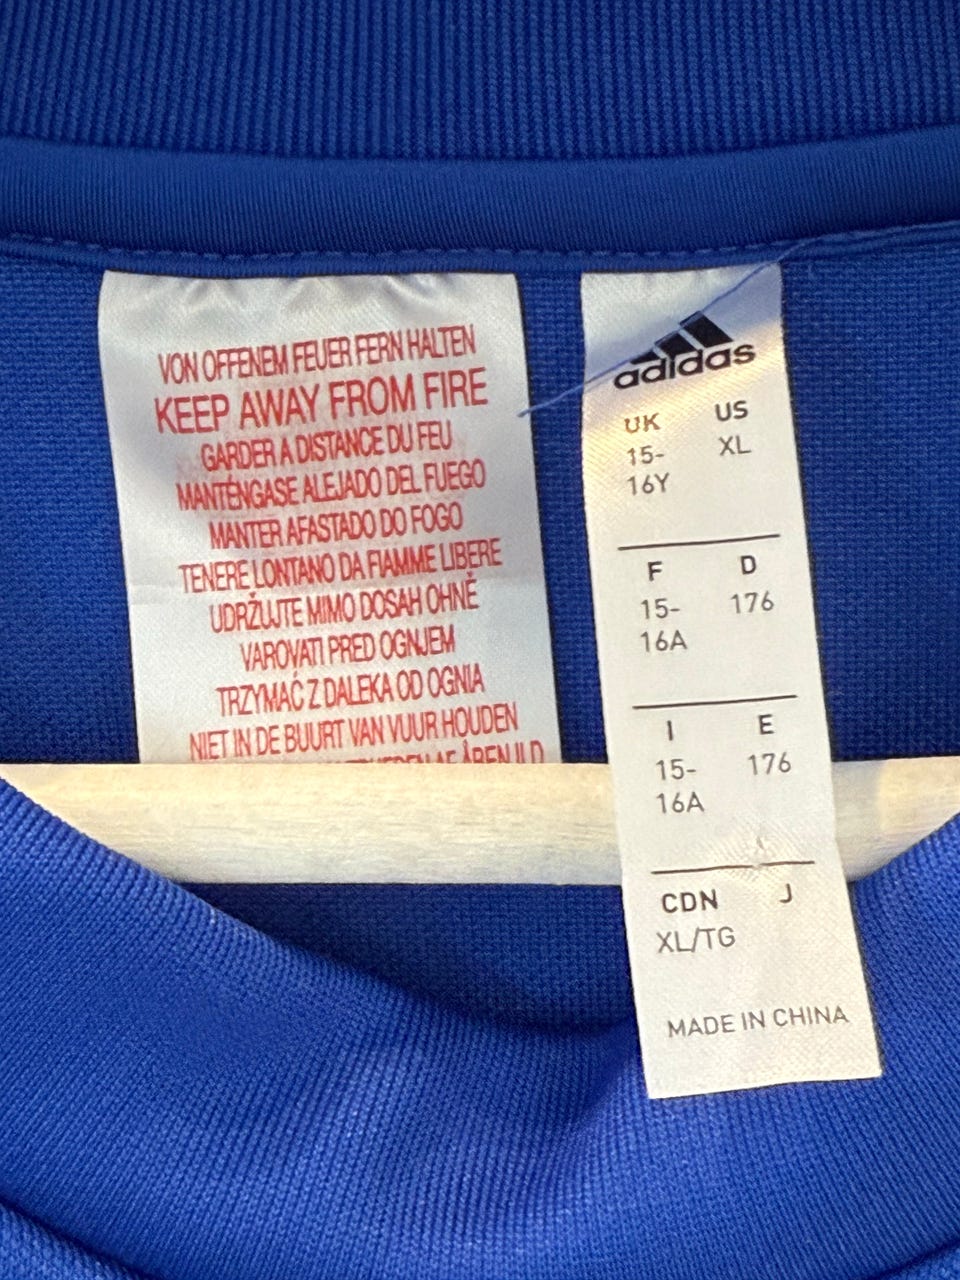 VON OFFENEM FEUER FERN HALTEN
KEEP AWAY FROM FIRE
GARDER A DISTANCE DU FEU
MANTÉNGASE ALEJADO DEL FUEGO
MANTER AFASTADO DO FOGO
TENERE LONTANO DA FIAMME LIBERE
UDRŽUJTE MIMO DOSAH OHNĚ
VAROVATI PRED OGNJEM
TRZYMAĆ Z DALEKA OD OGNIA
NIET IN DE BUURT VAN VUUR HOUDEN
ÅBEN ILD
adidas
UK US
15- XL
16Y
F D
15- 176
16A
I E
15- 176
16A
CDN J
XL/TG
MADE IN CHINA